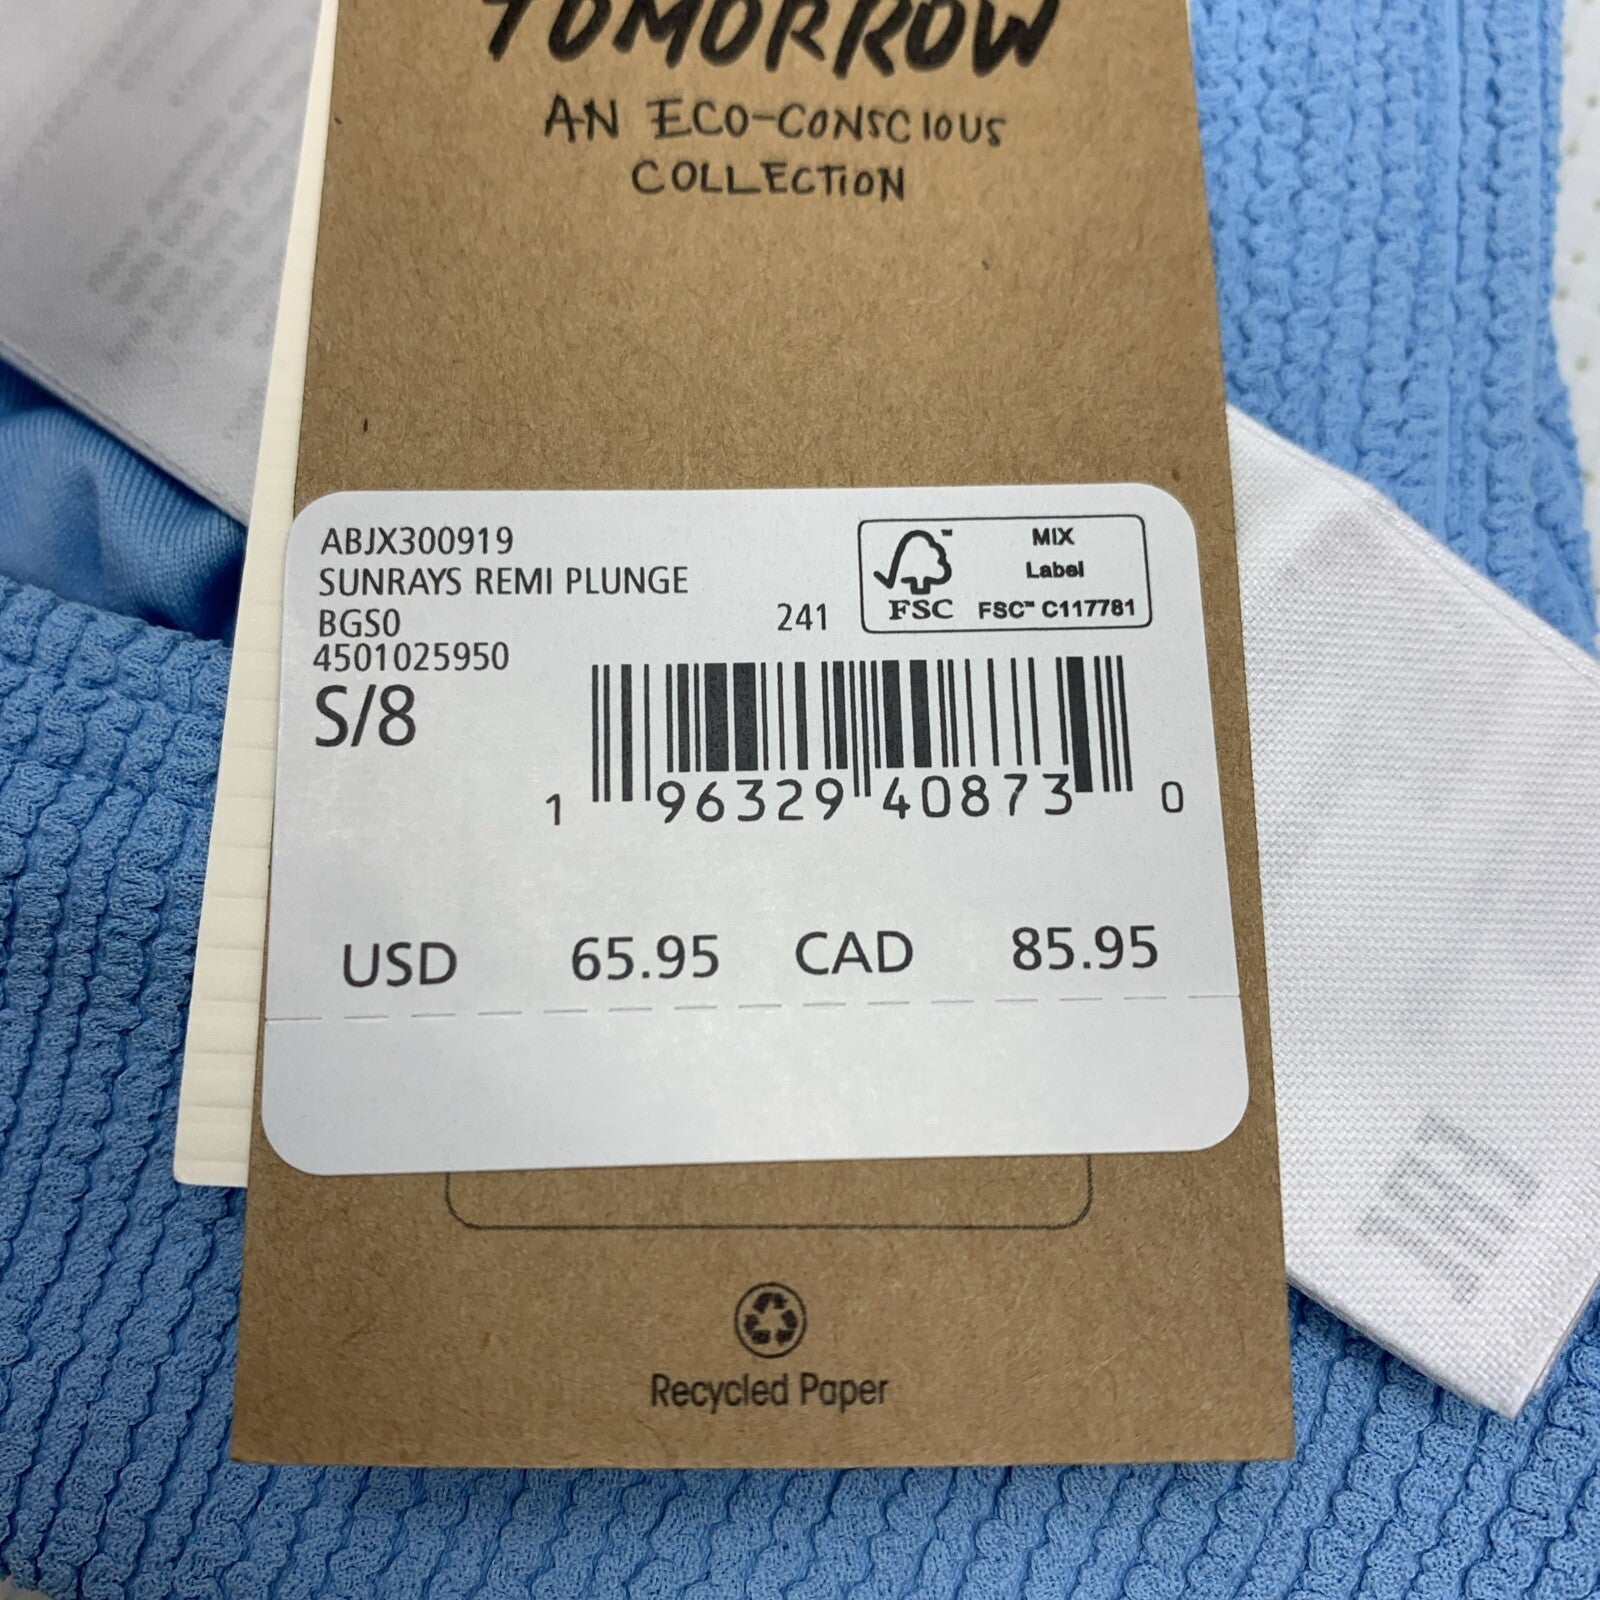 TOMORROW
AN ECO-CONSCIOUS
COLLECTION
ABJX300919
SUNRAYS REMI PLUNGE
BGS0
241
4501025950
S/8
FSC
MIX
Label
FSC™ C117781
1 96329 40873 0
USD 65.95 CAD 85.95
Recycled Paper